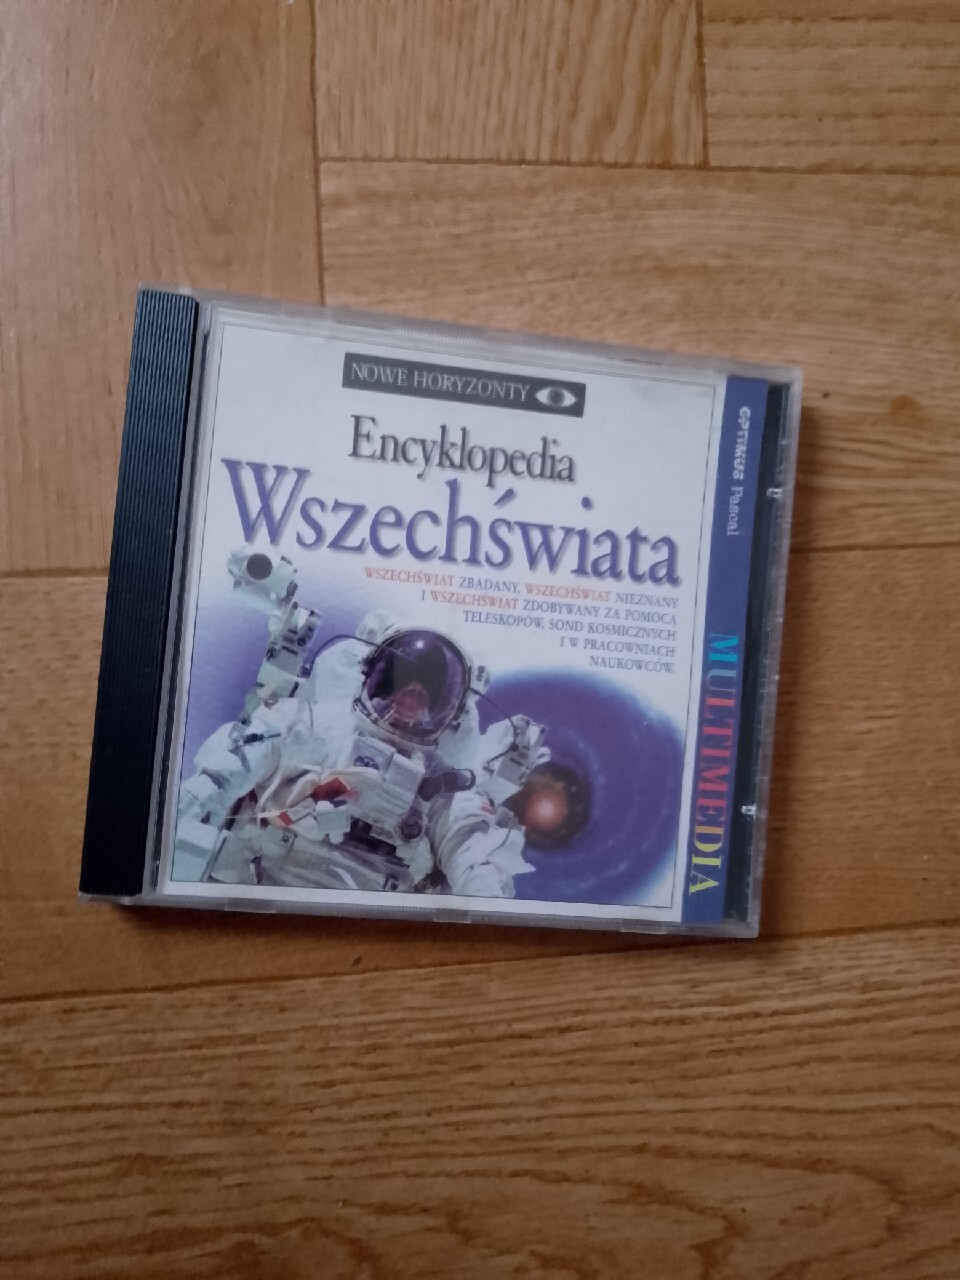 NOWE HORYZONTY
Encyklopedia
Wszechświata
WSZECHŚWIAT ZBADANY, WSZECHŚWIAT NIEZNANY
I WSZECHŚWIAT ZDOBYWANY ZA POMOCĄ
TELESKOPÓW, SOND KOSMICZNYCH
I W PRACOWNIACH
NAUKOWCÓW.
OPTIMUS Pascal
MULTIMEDIA